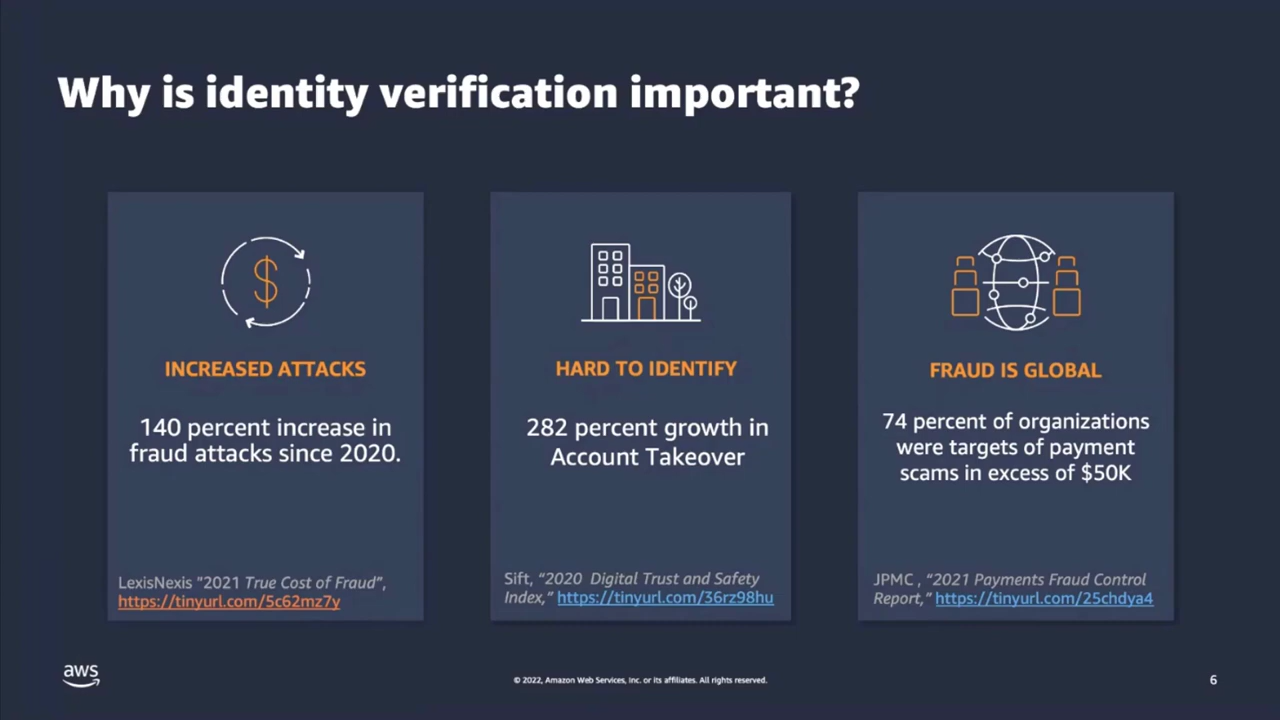 Why is identity verification important?
INCREASED ATTACKS
140 percent increase in
fraud attacks since 2020.
LexisNexis "2021 True Cost of Fraud",
https://tinyurl.com/5c62mz7y
HARD TO IDENTIFY
282 percent growth in
Account Takeover
Sift, “2020 Digital Trust and Safety
Index,” https://tinyurl.com/36rz98hu
FRAUD IS GLOBAL
74 percent of organizations
were targets of payment
scams in excess of $50K
JPMC , “2021 Payments Fraud Control
Report,” https://tinyurl.com/25chdya4
aws
© 2022, Amazon Web Services, Inc. or its affiliates. All rights reserved.
6